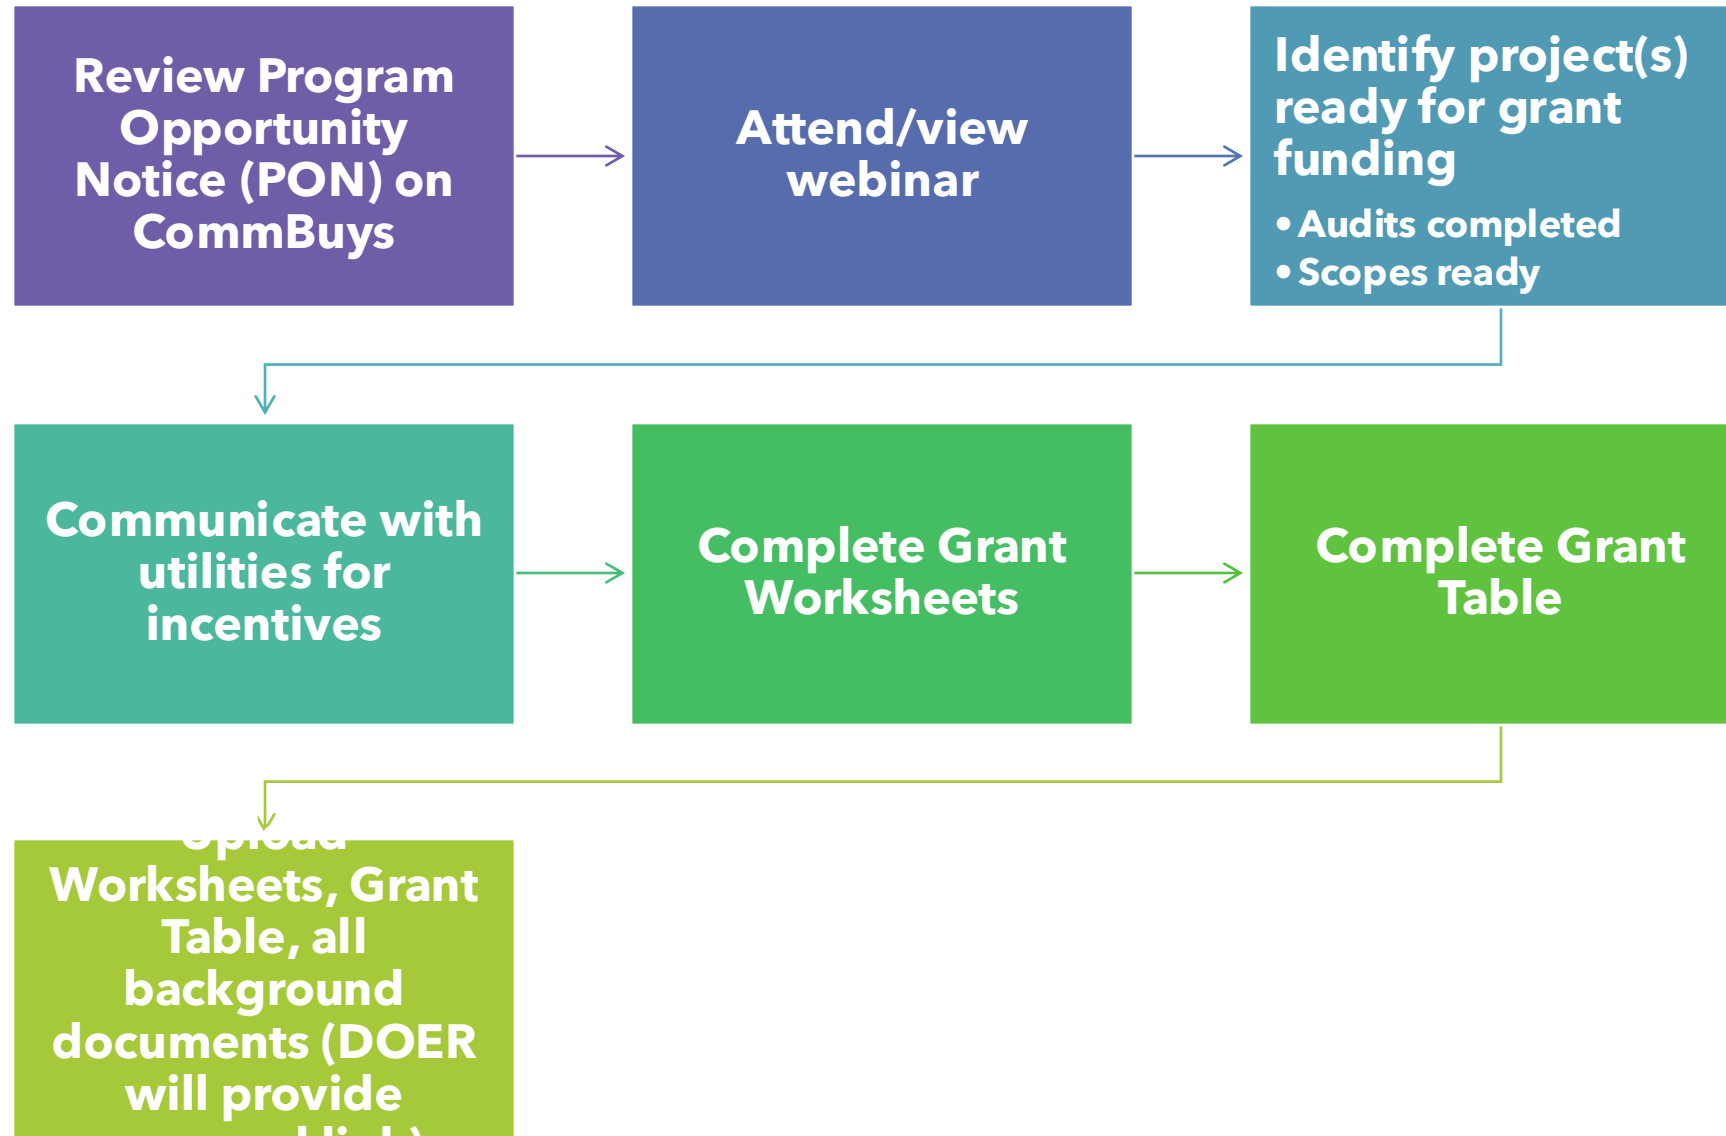 Review Program
Opportunity
Notice (PON) on
CommBuys
Attend/view
webinar
Identify project(s)
ready for grant
funding
• Audits completed
• Scopes ready
Communicate with
utilities for
incentives
Complete Grant
Worksheets
Complete Grant
Table
Upload
Worksheets, Grant
Table, all
background
documents (DOER
will provide